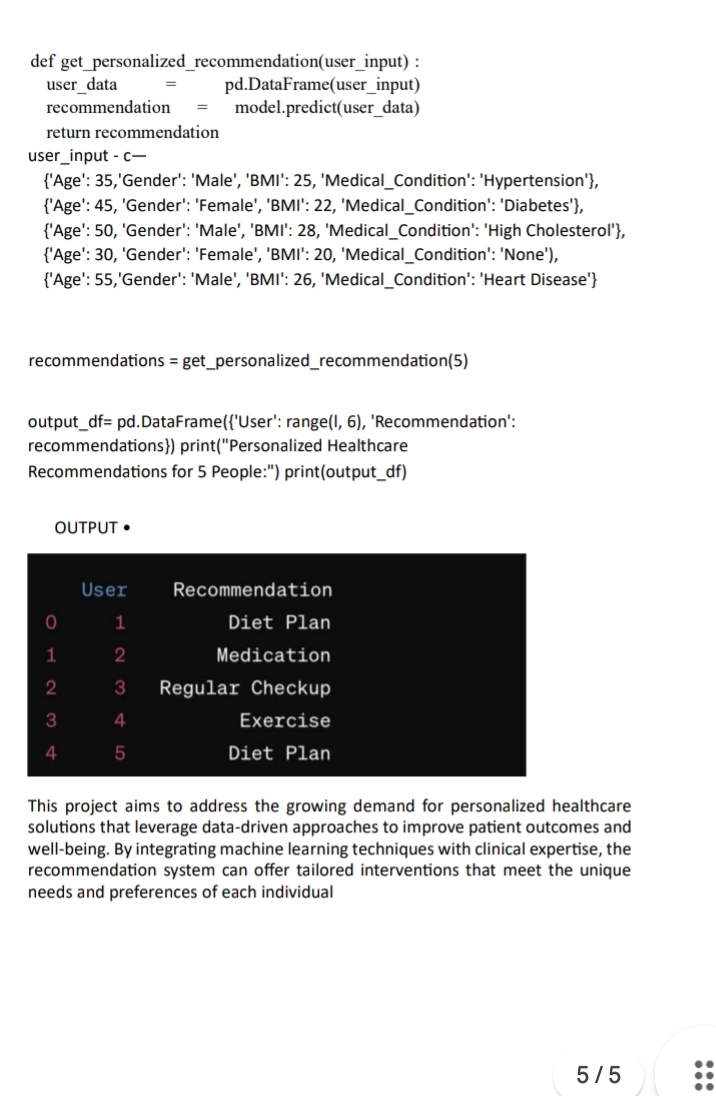 def get_personalized_recommendation(user_input) :
user_data = pd.DataFrame(user_input)
recommendation = model.predict(user_data)
return recommendation
user_input - c—
{'Age': 35,'Gender': 'Male', 'BMI': 25, 'Medical_Condition': 'Hypertension'},
{'Age': 45, 'Gender': 'Female', 'BMI': 22, 'Medical_Condition': 'Diabetes'},
{'Age': 50, 'Gender': 'Male', 'BMI': 28, 'Medical_Condition': 'High Cholesterol'},
{'Age': 30, 'Gender': 'Female', 'BMI': 20, 'Medical_Condition': 'None'),
{'Age': 55,'Gender': 'Male', 'BMI': 26, 'Medical_Condition': 'Heart Disease'}
recommendations = get_personalized_recommendation(5)
output_df= pd.DataFrame({'User': range(l, 6), 'Recommendation':
recommendations}) print("Personalized Healthcare
Recommendations for 5 People:") print(output_df)
OUTPUT •
User Recommendation
0 1 Diet Plan
1 2 Medication
2 3 Regular Checkup
3 4 Exercise
4 5 Diet Plan
This project aims to address the growing demand for personalized healthcare
solutions that leverage data-driven approaches to improve patient outcomes and
well-being. By integrating machine learning techniques with clinical expertise, the
recommendation system can offer tailored interventions that meet the unique
needs and preferences of each individual
5 / 5